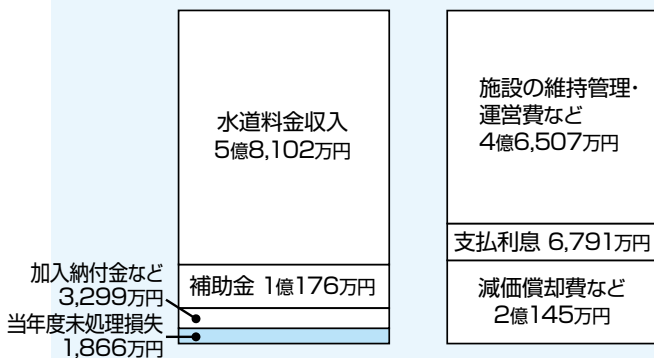 水道料金収入
5億8,102万円
補助金 1億176万円
加入納付金など
3,299万円
当年度未処理損失
1,866万円
施設の維持管理・
運営費など
4億6,507万円
支払利息 6,791万円
減価償却費など
2億145万円